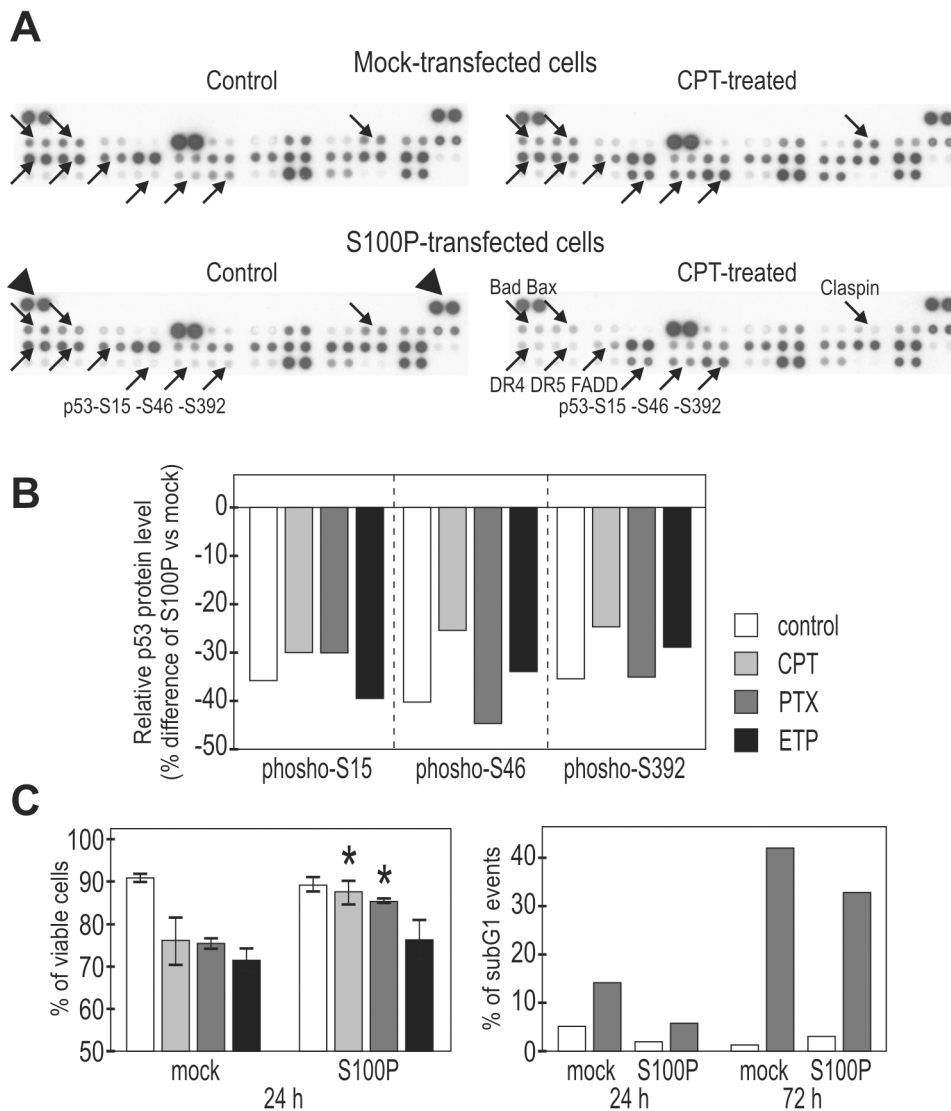 A
Mock-transfected cells
Control CPT-treated
S100P-transfected cells
Control CPT-treated
Bad Bax Claspin
DR4 DR5 FADD
p53-S15 -S46 -S392 p53-S15 -S46 -S392
B
Relative p53 protein level
(% difference of S100P vs mock)
0
-10
-20
-30
-40
-50
phosho-S15 phosho-S46 phosho-S392
control
CPT
PTX
ETP
C
% of viable cells
100
90
80
70
60
50
* *
mock S100P
24 h
% of subG1 events
40
30
20
10
0
mock S100P mock S100P
24 h 72 h